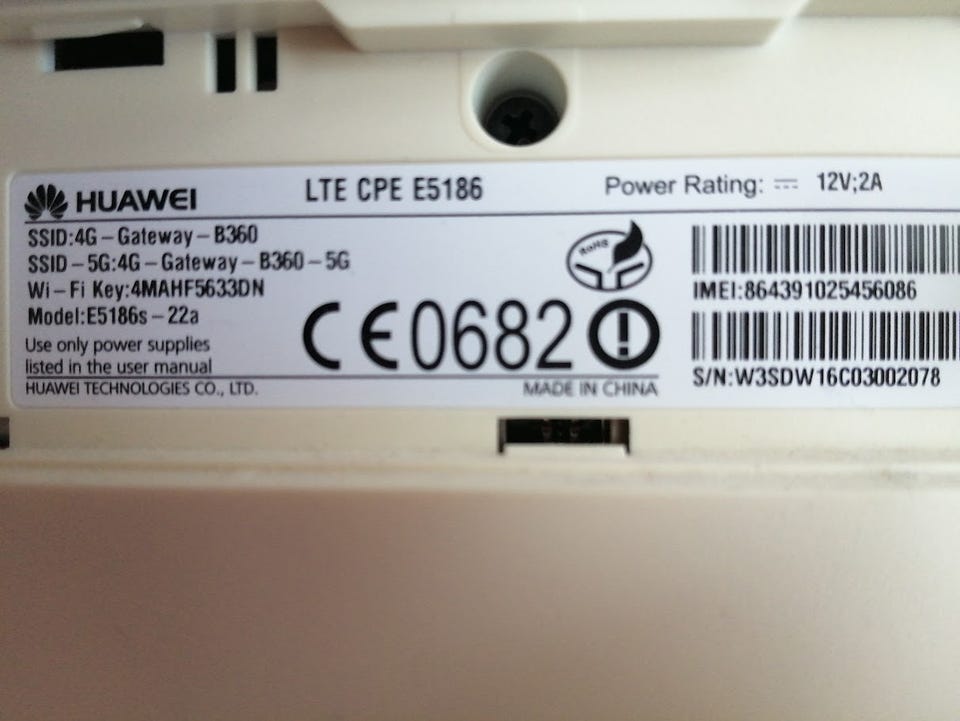 HUAWEI LTE CPE E5186 Power Rating: ⎓ 12V;2A
SSID:4G-Gateway-B360
SSID-5G:4G-Gateway-B360-5G
Wi-Fi Key:4MAHF5633DN
Model:E5186s-22a
Use only power supplies
listed in the user manual
HUAWEI TECHNOLOGIES CO., LTD.
RoHS
CE0682
MADE IN CHINA
IMEI:864391025456086
S/N:W3SDW16C03002078